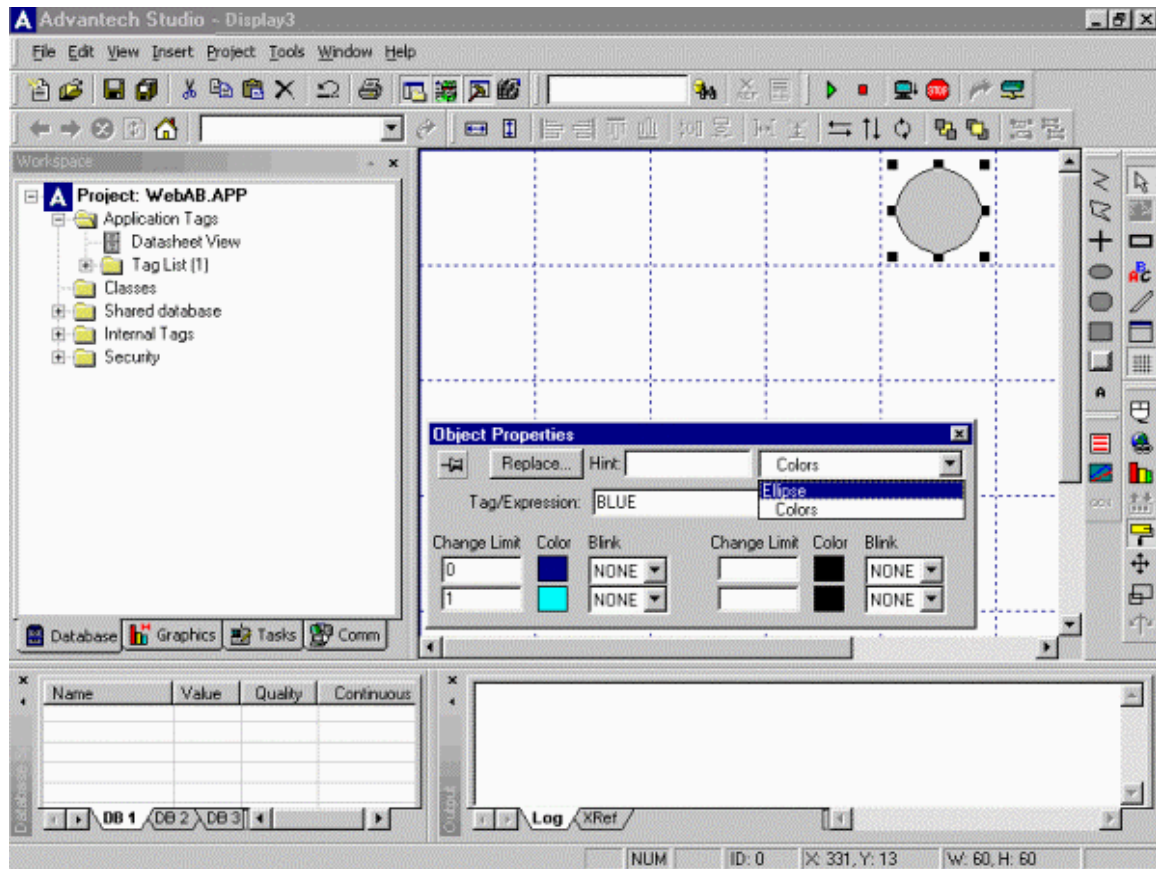 Advantech Studio - Display3
File Edit View Insert Project Tools Window Help
STOP
Workspace
Project: WebAB.APP
Application Tags
Datasheet View
Tag List (1)
Classes
Shared database
Internal Tags
Security
Database Graphics Tasks Comm
Object Properties
Replace... Hint: Colors
Ellipse
Colors
Tag/Expression: BLUE
Change Limit Color Blink Change Limit Color Blink
0 NONE NONE
1 NONE NONE
Name Value Quality Continuous
DB 1 DB 2 DB 3
Output
Log XRef
NUM ID: 0 X: 331, Y: 13 W: 60, H: 60